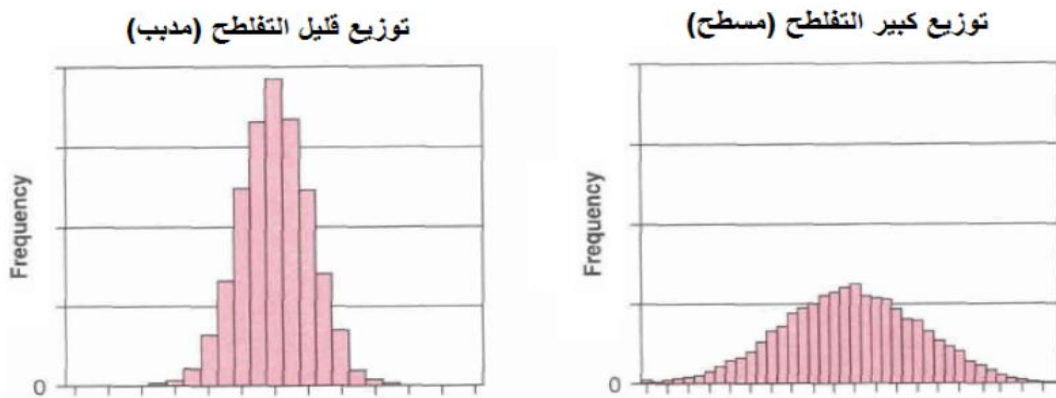 توزيع كبير التفلطح (مسطح)
توزيع قليل التفلطح (مدبب)
Frequency
0
Frequency
0